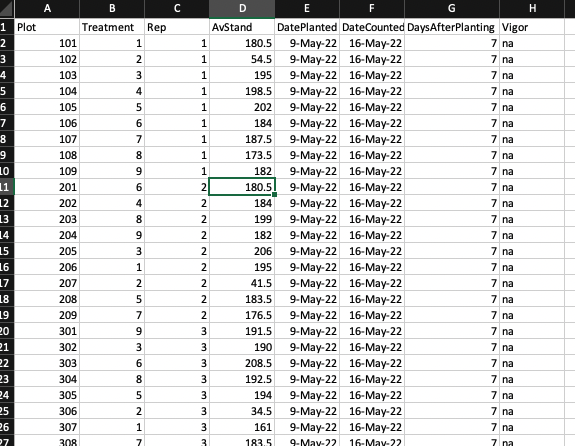 A B C D E F G H
1 Plot Treatment Rep AvStand DatePlanted DateCounted DaysAfterPlanting Vigor
2 101 1 1 180.5 9-May-22 16-May-22 7 na
3 102 2 1 54.5 9-May-22 16-May-22 7 na
4 103 3 1 195 9-May-22 16-May-22 7 na
5 104 4 1 198.5 9-May-22 16-May-22 7 na
6 105 5 1 202 9-May-22 16-May-22 7 na
7 106 6 1 184 9-May-22 16-May-22 7 na
8 107 7 1 187.5 9-May-22 16-May-22 7 na
9 108 8 1 173.5 9-May-22 16-May-22 7 na
10 109 9 1 182 9-May-22 16-May-22 7 na
11 201 6 2 180.5 9-May-22 16-May-22 7 na
12 202 4 2 184 9-May-22 16-May-22 7 na
13 203 8 2 199 9-May-22 16-May-22 7 na
14 204 9 2 182 9-May-22 16-May-22 7 na
15 205 3 2 206 9-May-22 16-May-22 7 na
16 206 1 2 195 9-May-22 16-May-22 7 na
17 207 2 2 41.5 9-May-22 16-May-22 7 na
18 208 5 2 183.5 9-May-22 16-May-22 7 na
19 209 7 2 176.5 9-May-22 16-May-22 7 na
20 301 9 3 191.5 9-May-22 16-May-22 7 na
21 302 3 3 190 9-May-22 16-May-22 7 na
22 303 6 3 208.5 9-May-22 16-May-22 7 na
23 304 8 3 192.5 9-May-22 16-May-22 7 na
24 305 5 3 194 9-May-22 16-May-22 7 na
25 306 2 3 34.5 9-May-22 16-May-22 7 na
26 307 1 3 161 9-May-22 16-May-22 7 na
27 308 7 3 183.5 9-May-22 16-May-22 7 na